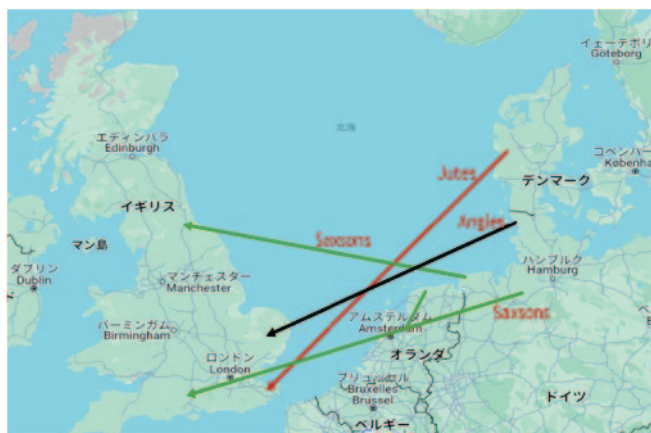 イェーテボリ
Göteborg
北海
エディンバラ
Edinburgh
コペンハー
Københa
Jutes
デンマーク
イギリス
Angles
Saxsons
マン島
ダブリン
Dublin
ハンブルク
Hamburg
マンチェスター
Manchester
Saxsons
バーミンガム
Birmingham
アムステルダム
Amsterdam
オランダ
ロンドン
London
ブリュッセル
Bruxelles
Brussel
ドイツ
ベルギー